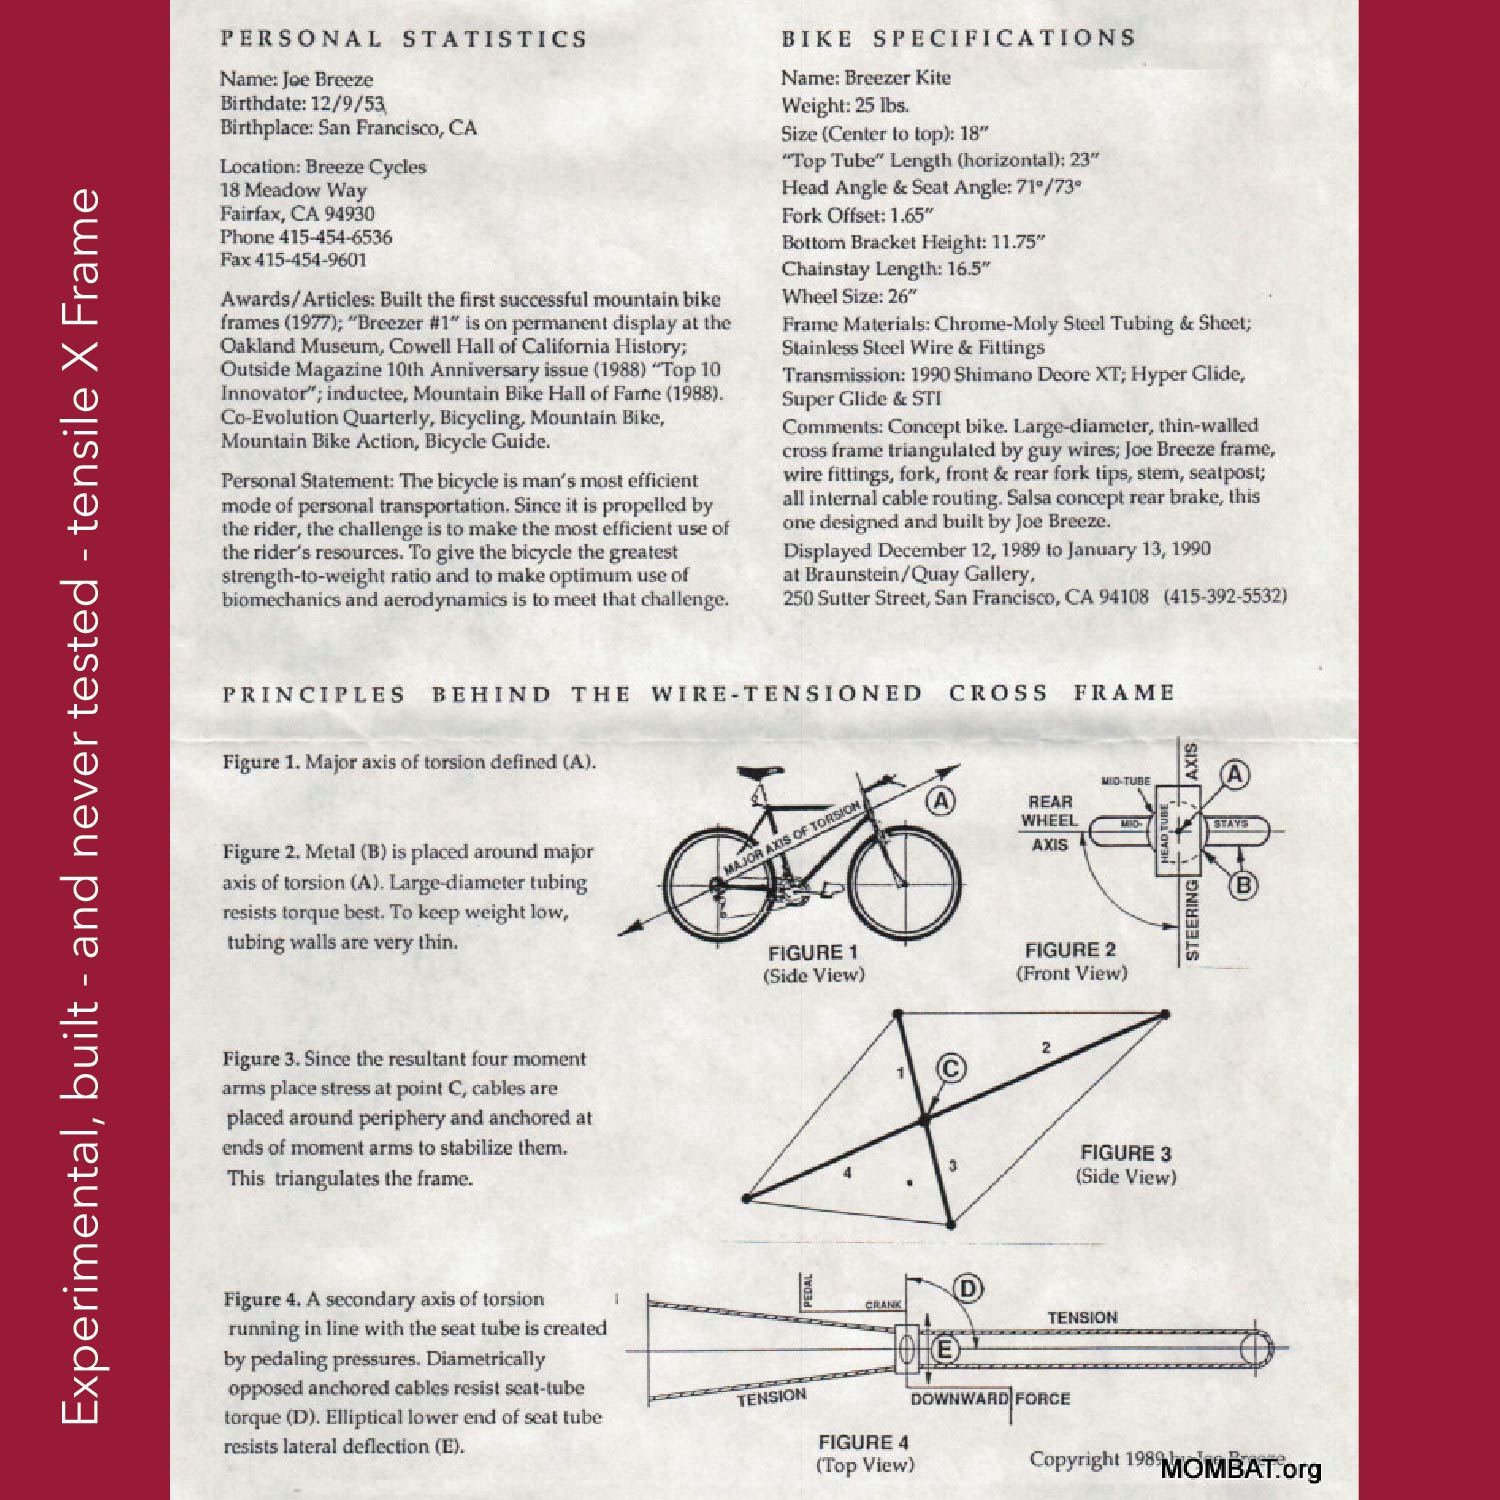 Experimental, built - and never tested - tensile X Frame
PERSONAL STATISTICS
Name: Joe Breeze
Birthdate: 12/9/53
Birthplace: San Francisco, CA
Location: Breeze Cycles
18 Meadow Way
Fairfax, CA 94930
Phone 415-454-6536
Fax 415-454-9601
Awards/Articles: Built the first successful mountain bike
frames (1977); "Breezer #1" is on permanent display at the
Oakland Museum, Cowell Hall of California History;
Outside Magazine 10th Anniversary issue (1988) "Top 10
Innovator"; inductee, Mountain Bike Hall of Fame (1988).
Co-Evolution Quarterly, Bicycling, Mountain Bike,
Mountain Bike Action, Bicycle Guide.
Personal Statement: The bicycle is man's most efficient
mode of personal transportation. Since it is propelled by
the rider, the challenge is to make the most efficient use of
the rider's resources. To give the bicycle the greatest
strength-to-weight ratio and to make optimum use of
biomechanics and aerodynamics is to meet that challenge.
BIKE SPECIFICATIONS
Name: Breezer Kite
Weight: 25 lbs.
Size (Center to top): 18"
"Top Tube" Length (horizontal): 23"
Head Angle & Seat Angle: 71°/73°
Fork Offset: 1.65"
Bottom Bracket Height: 11.75"
Chainstay Length: 16.5"
Wheel Size: 26"
Frame Materials: Chrome-Moly Steel Tubing & Sheet;
Stainless Steel Wire & Fittings
Transmission: 1990 Shimano Deore XT; Hyper Glide,
Super Glide & STI
Comments: Concept bike. Large-diameter, thin-walled
cross frame triangulated by guy wires; Joe Breeze frame,
wire fittings, fork, front & rear fork tips, stem, seatpost;
all internal cable routing. Salsa concept rear brake, this
one designed and built by Joe Breeze.
Displayed December 12, 1989 to January 13, 1990
at Braunstein/Quay Gallery,
250 Sutter Street, San Francisco, CA 94108 (415-392-5532)
PRINCIPLES BEHIND THE WIRE-TENSIONED CROSS FRAME
Figure 1. Major axis of torsion defined (A).
MAJOR AXIS OF TORSION
A
FIGURE 1
(Side View)
Figure 2. Metal (B) is placed around major
axis of torsion (A). Large-diameter tubing
resists torque best. To keep weight low,
tubing walls are very thin.
MID-TUBE
AXIS
A
REAR
WHEEL
AXIS
MID-
HEAD TUBE
STAYS
B
STEERING
FIGURE 2
(Front View)
Figure 3. Since the resultant four moment
arms place stress at point C, cables are
placed around periphery and anchored at
ends of moment arms to stabilize them.
This triangulates the frame.
1
2
C
3
4
FIGURE 3
(Side View)
Figure 4. A secondary axis of torsion
running in line with the seat tube is created
by pedaling pressures. Diametrically
opposed anchored cables resist seat-tube
torque (D). Elliptical lower end of seat tube
resists lateral deflection (E).
PEDAL
CRANK
D
TENSION
E
TENSION
DOWNWARD FORCE
FIGURE 4
(Top View)
Copyright 1989 by Joe Breeze
MOMBAT.org